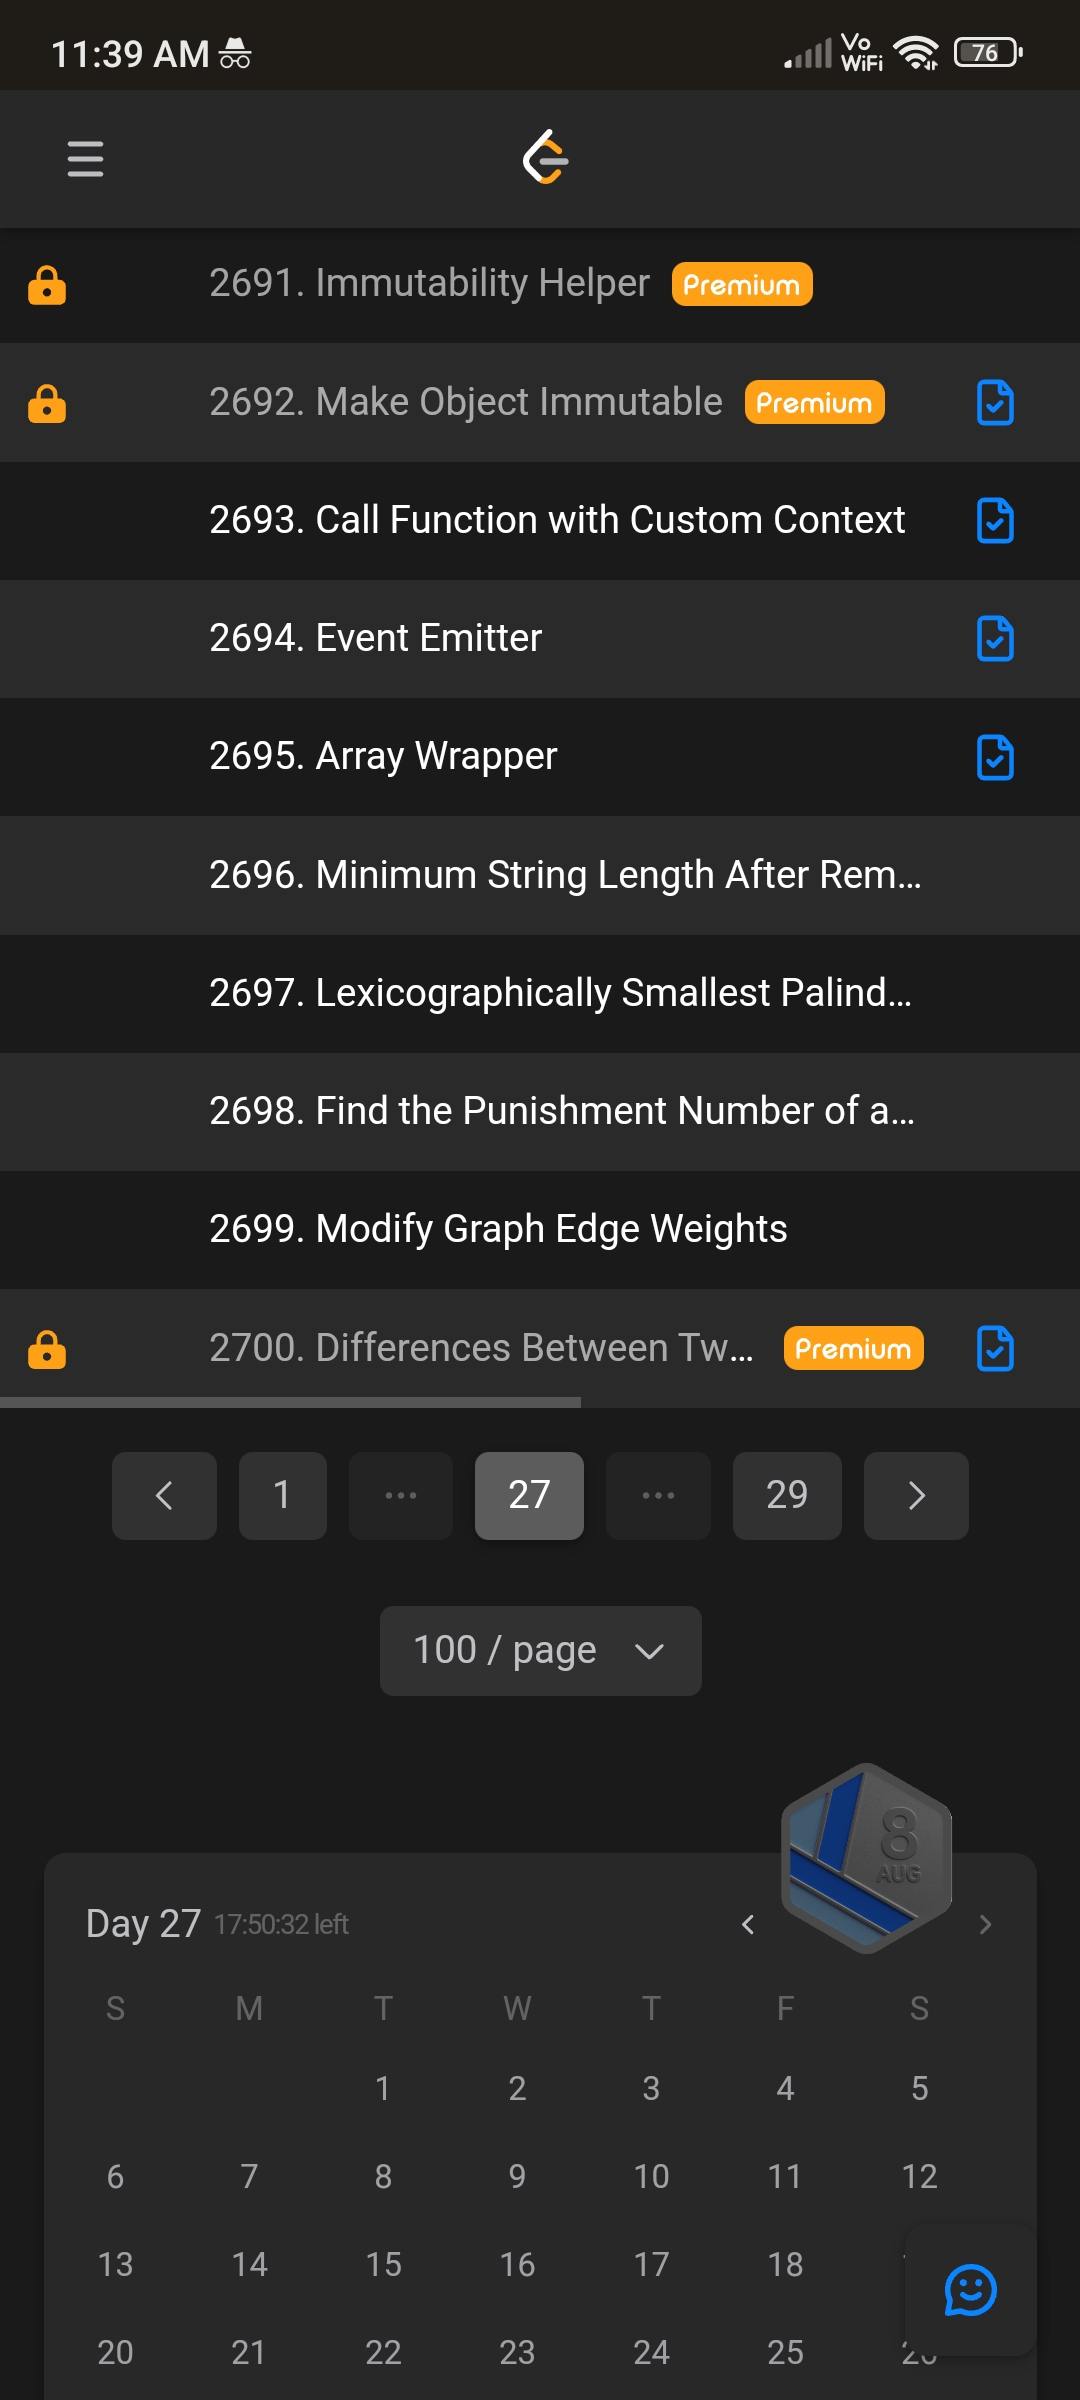 11:39 AM
Vo
WiFi
76
2691. Immutability Helper Premium
2692. Make Object Immutable Premium
2693. Call Function with Custom Context
2694. Event Emitter
2695. Array Wrapper
2696. Minimum String Length After Rem...
2697. Lexicographically Smallest Palind...
2698. Find the Punishment Number of a...
2699. Modify Graph Edge Weights
2700. Differences Between Tw... Premium
1 ... 27 ... 29
100 / page
8
AUG
Day 27 17:50:32 left
S M T W T F S
1 2 3 4 5
6 7 8 9 10 11 12
13 14 15 16 17 18
20 21 22 23 24 25